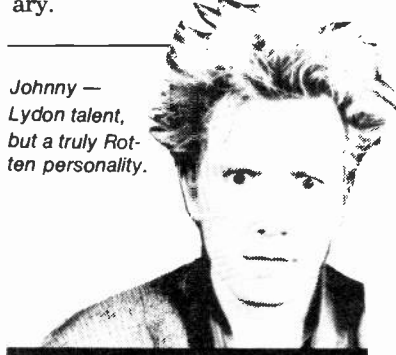 ary.
Johnny —
Lydon talent,
but a truly Rot-
ten personality.